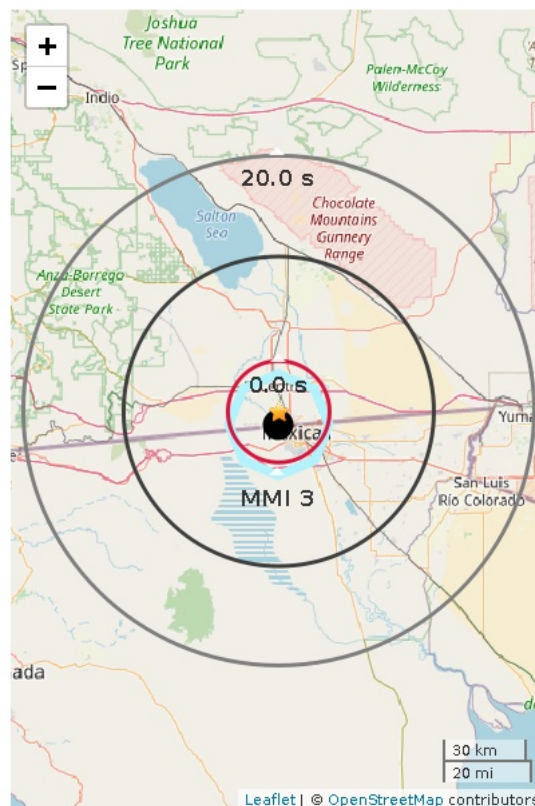 Joshua
Tree National
Park
+
−
Indio
Palen-McCoy
Wilderness
20.0 s
Salton
Sea
Chocolate
Mountains
Gunnery
Range
Anza-Borrego
Desert
State Park
0.0 s
Yuma
Mexicali
San Luis
Río Colorado
MMI 3
ada
30 km
20 mi
Leaflet | © OpenStreetMap contributors